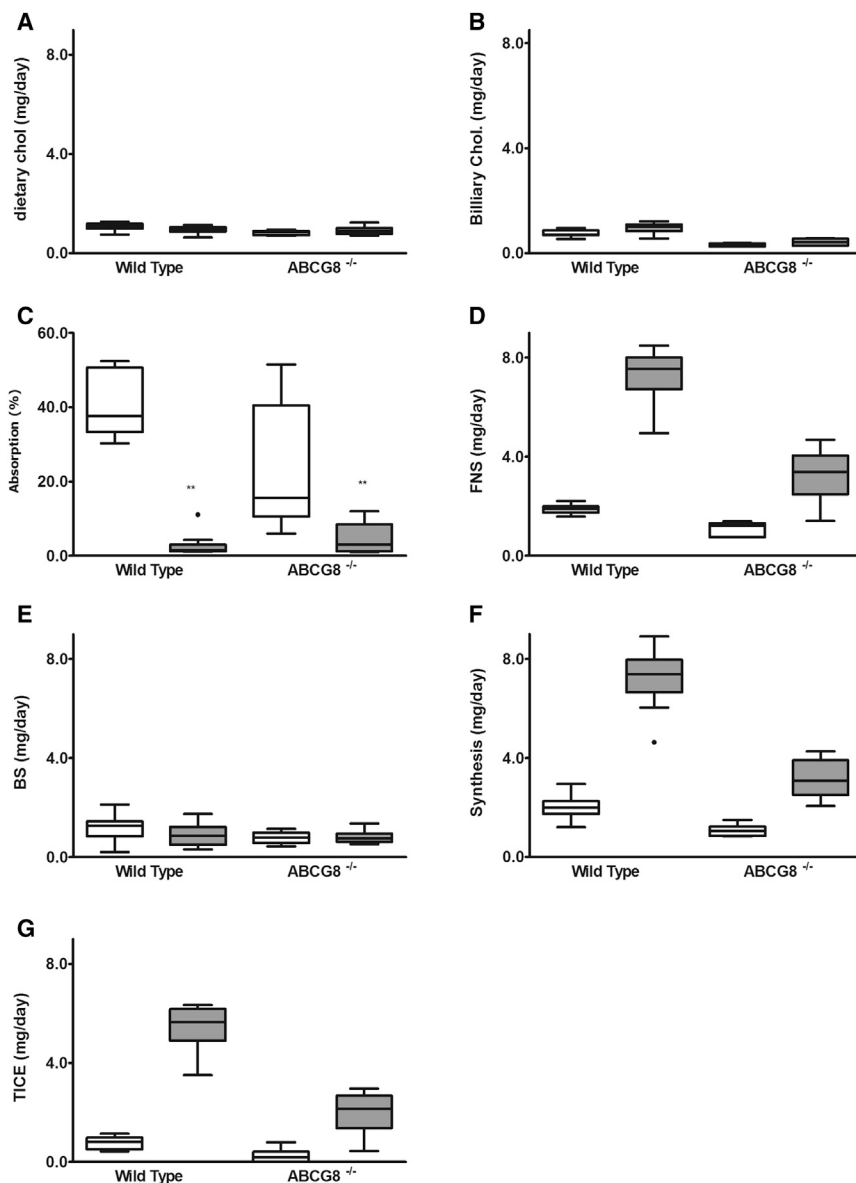 A
dietary chol (mg/day)
8.0
4.0
0.0
Wild Type
ABCG8 -/-
B
Billiary Chol. (mg/day)
8.0
4.0
0.0
Wild Type
ABCG8 -/-
C
Absorption (%)
60.0
40.0
20.0
0.0
**
**
Wild Type
ABCG8 -/-
D
FNS (mg/day)
8.0
4.0
0.0
Wild Type
ABCG8 -/-
E
BS (mg/day)
8.0
4.0
0.0
Wild Type
ABCG8 -/-
F
Synthesis (mg/day)
8.0
4.0
0.0
Wild Type
ABCG8 -/-
G
TICE (mg/day)
8.0
4.0
0.0
Wild Type
ABCG8 -/-